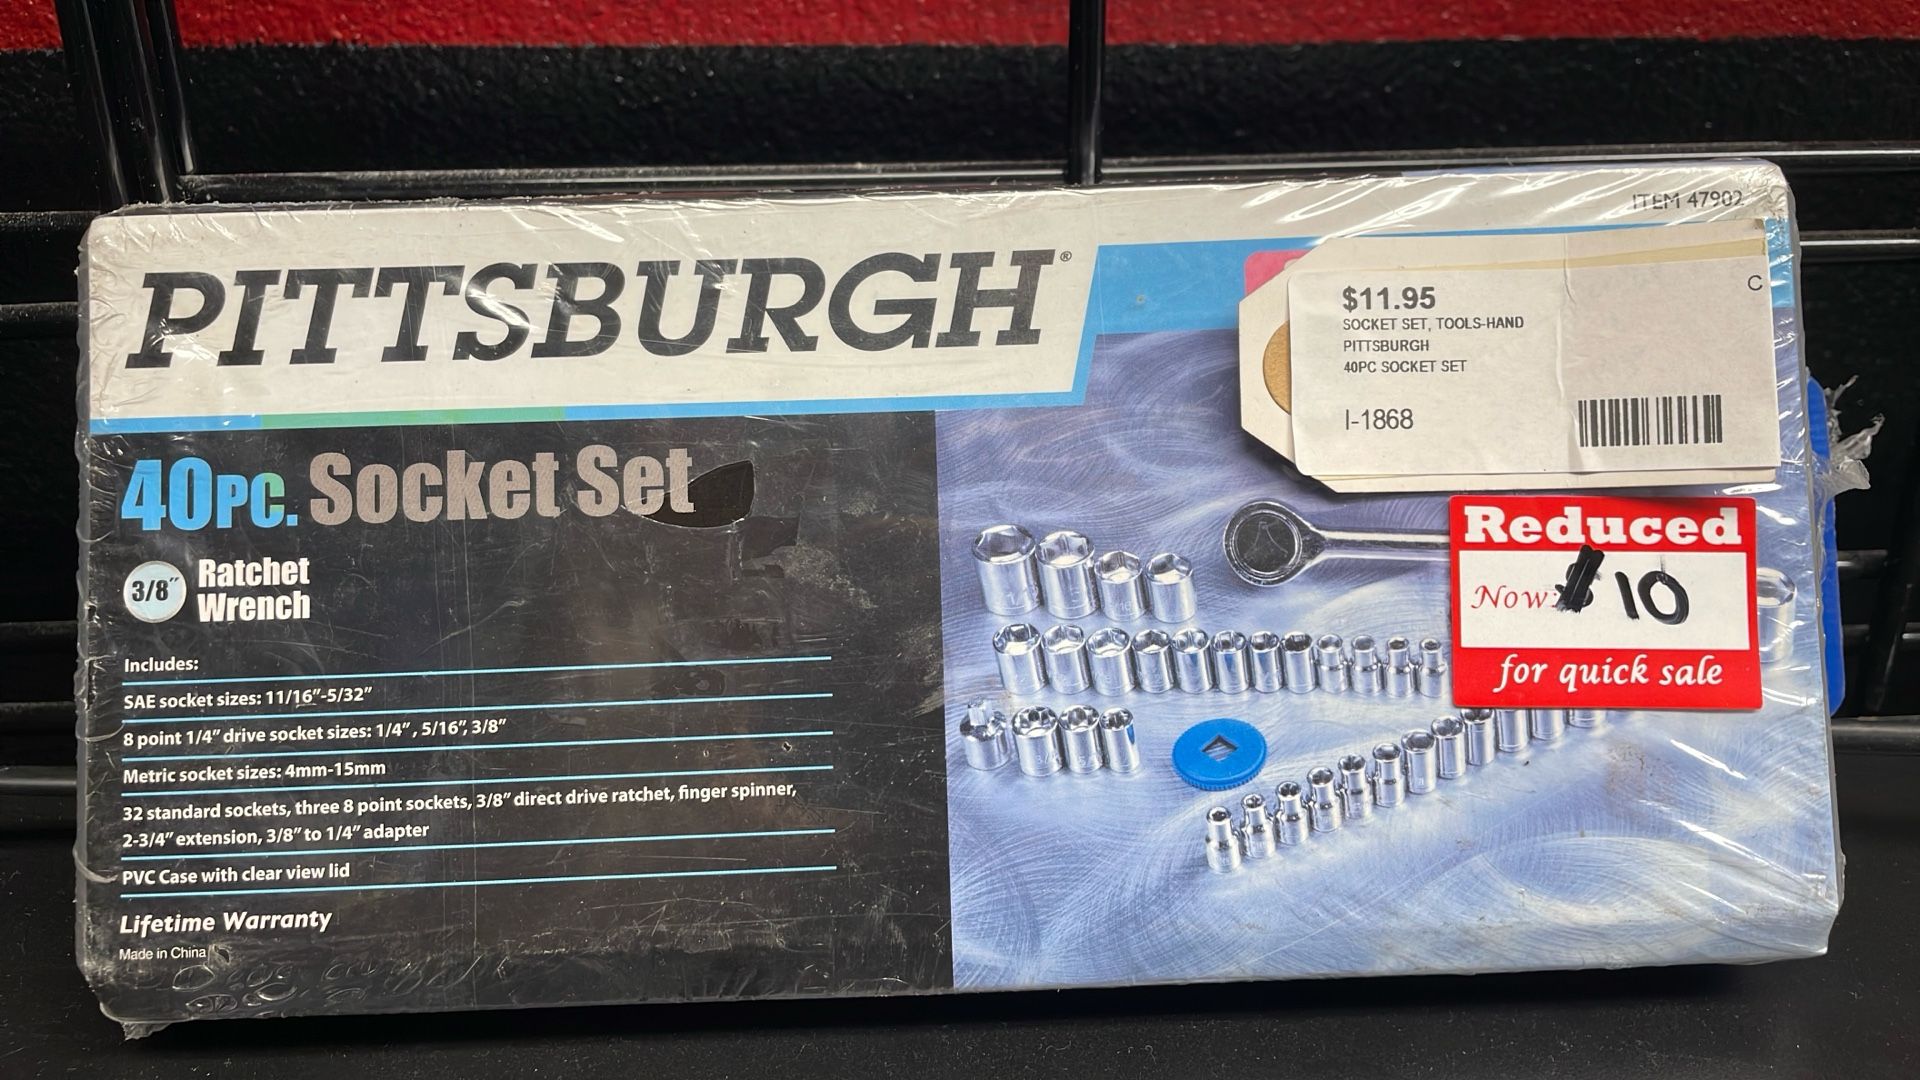 ITEM 47902
PITTSBURGH®
40PC. Socket Set
3/8" Ratchet
Wrench
Includes:
SAE socket sizes: 11/16"-5/32"
8 point 1/4" drive socket sizes: 1/4", 5/16", 3/8"
Metric socket sizes: 4mm-15mm
32 standard sockets, three 8 point sockets, 3/8" direct drive ratchet, finger spinner,
2-3/4" extension, 3/8" to 1/4" adapter
PVC Case with clear view lid
Lifetime Warranty
Made in China
C
$11.95
SOCKET SET, TOOLS-HAND
PITTSBURGH
40PC SOCKET SET
I-1868
Reduced
Now: $ 10
for quick sale